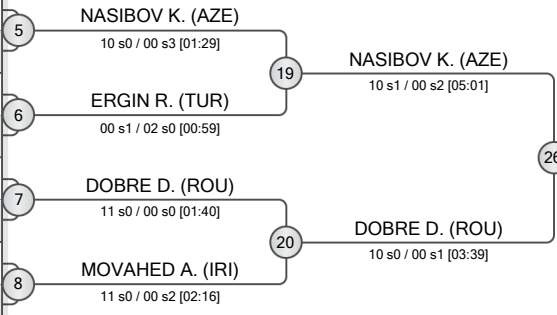 NASIBOV K. (AZE)
5
10 s0 / 00 s3 [01:29]
19
NASIBOV K. (AZE)
10 s1 / 00 s2 [05:01]
ERGIN R. (TUR)
6
00 s1 / 02 s0 [00:59]
26
DOBRE D. (ROU)
7
11 s0 / 00 s0 [01:40]
20
DOBRE D. (ROU)
10 s0 / 00 s1 [03:39]
MOVAHED A. (IRI)
8
11 s0 / 00 s2 [02:16]